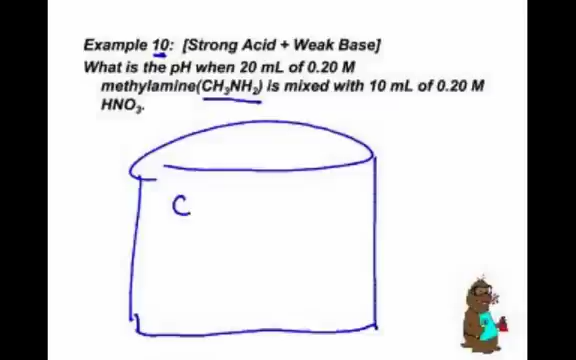 Example 10: [Strong Acid + Weak Base]
What is the pH when 20 mL of 0.20 M
methylamine(CH₃NH₂) is mixed with 10 mL of 0.20 M
HNO₃.
C